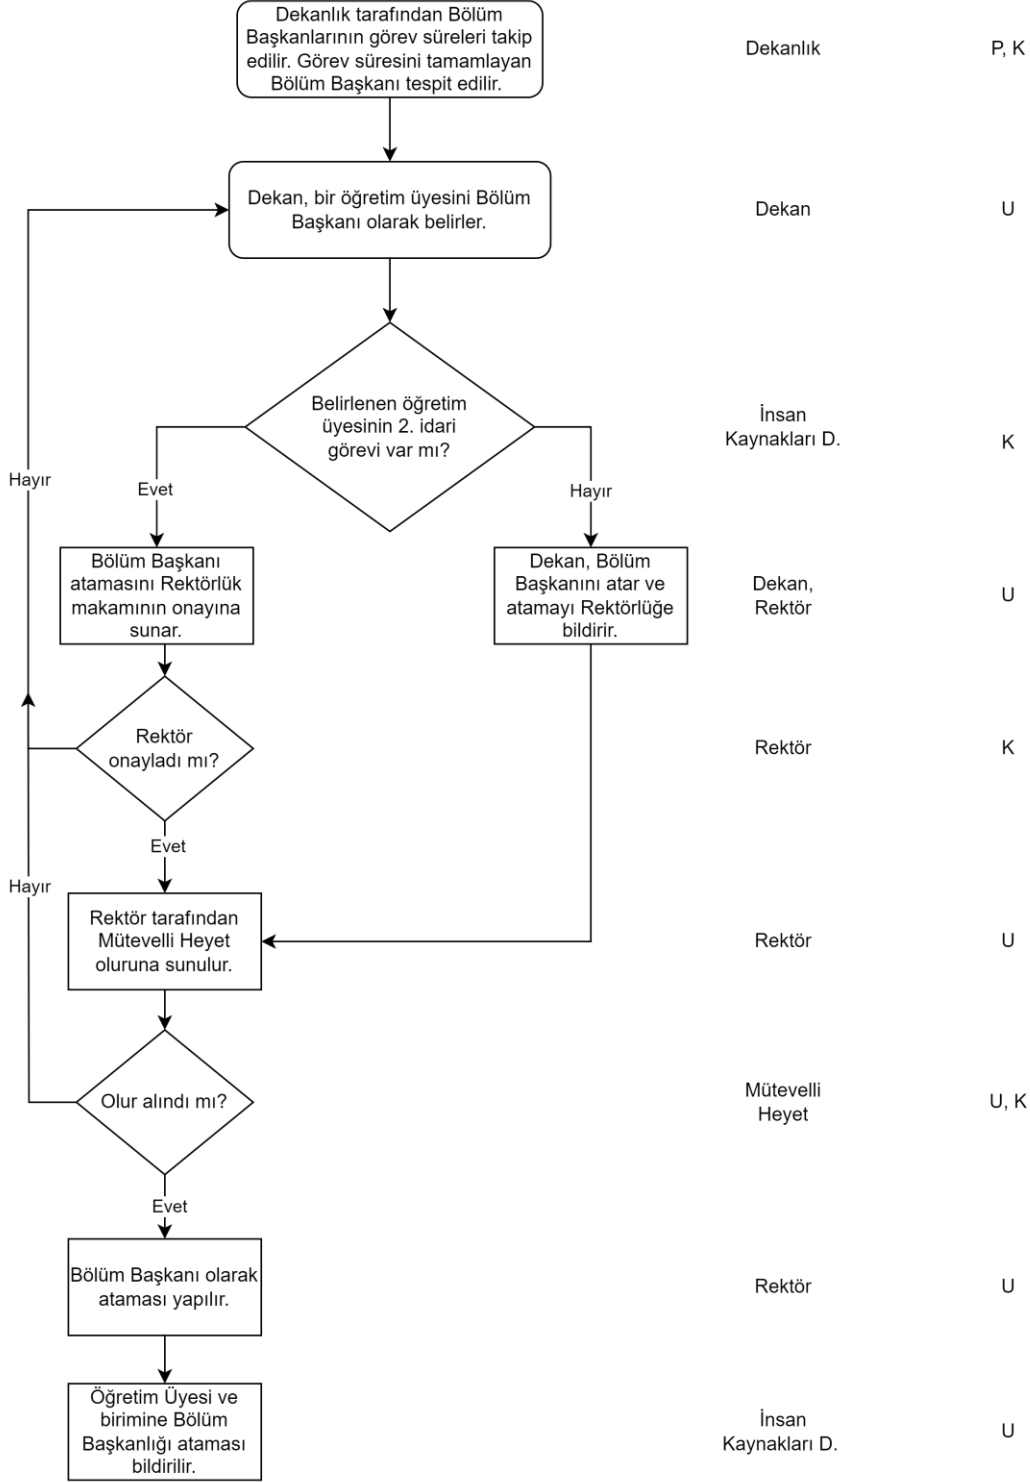 Dekanlık tarafından Bölüm
Başkanlarının görev süreleri takip
edilir. Görev süresini tamamlayan
Bölüm Başkanı tespit edilir.
Dekanlık
P, K
Dekan, bir öğretim üyesini Bölüm
Başkanı olarak belirler.
Dekan
U
Belirlenen öğretim
üyesinin 2. idari
görevi var mı?
İnsan
Kaynakları D.
K
Hayır
Evet
Hayır
Bölüm Başkanı
atamasını Rektörlük
makamının onayına
sunar.
Dekan, Bölüm
Başkanını atar ve
atamayı Rektörlüğe
bildirir.
Dekan,
Rektör
U
Rektör
onayladı mı?
Rektör
K
Evet
Hayır
Rektör tarafından
Mütevelli Heyet
oluruna sunulur.
Rektör
U
Olur alındı mı?
Mütevelli
Heyet
U, K
Evet
Bölüm Başkanı olarak
ataması yapılır.
Rektör
U
Öğretim Üyesi ve
birimine Bölüm
Başkanlığı ataması
bildirilir.
İnsan
Kaynakları D.
U